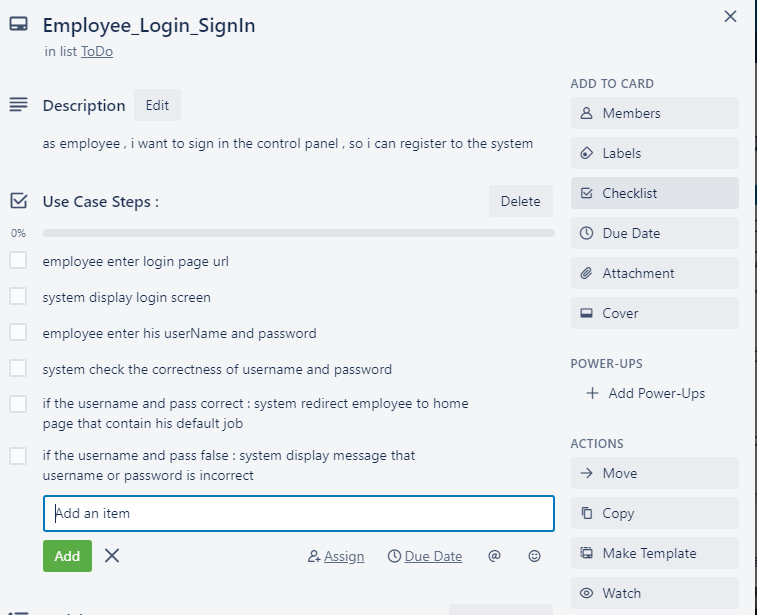 Employee_Login_SignIn
in list ToDo
Description
Edit
as employee , i want to sign in the control panel , so i can register to the system
Use Case Steps :
Delete
0%
employee enter login page url
system display login screen
employee enter his userName and password
system check the correctness of username and password
if the username and pass correct : system redirect employee to home
page that contain his default job
if the username and pass false : system display message that
username or password is incorrect
Add an item
Add
Assign
Due Date
@
ADD TO CARD
Members
Labels
Checklist
Due Date
Attachment
Cover
POWER-UPS
Add Power-Ups
ACTIONS
Move
Copy
Make Template
Watch